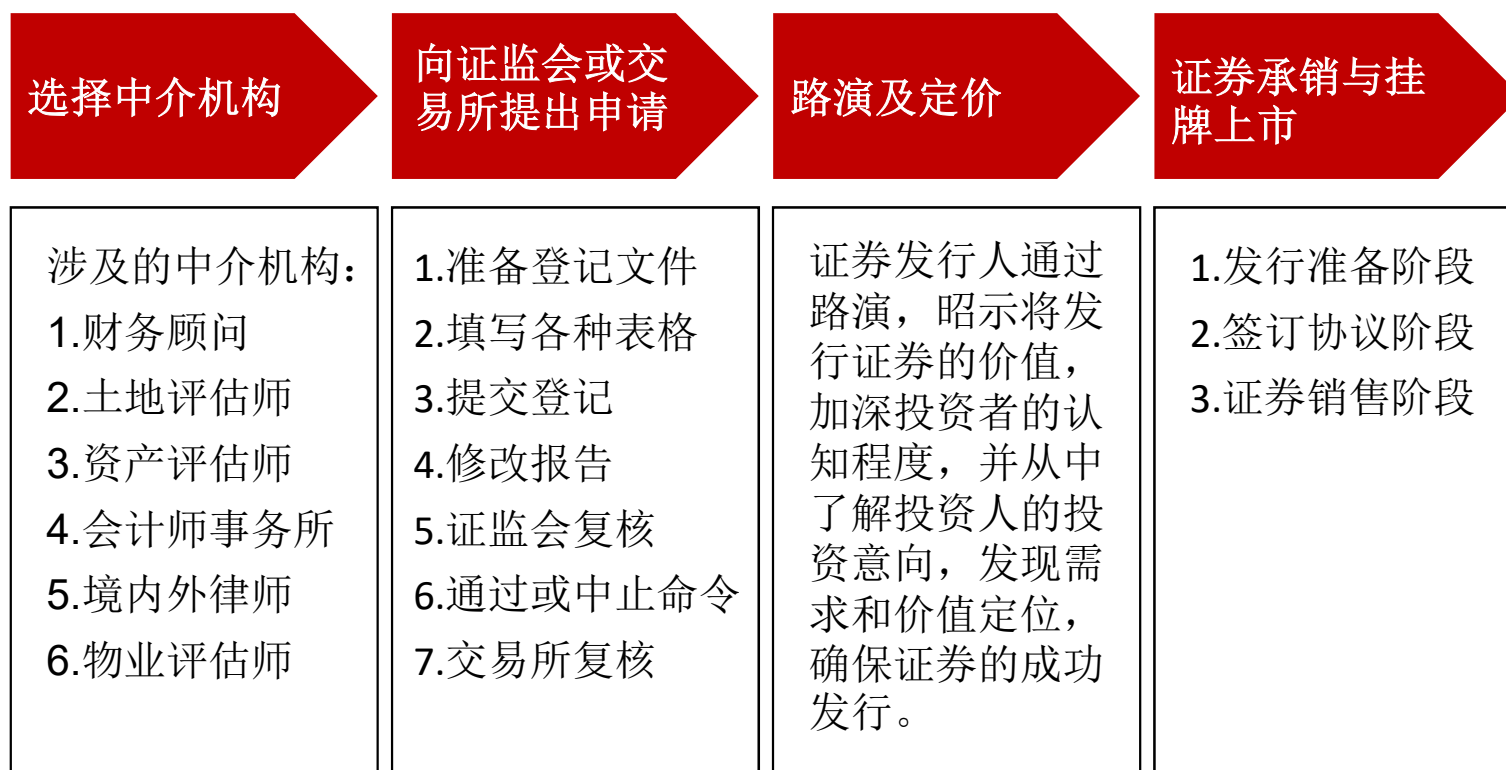 选择中介机构
向证监会或交
易所提出申请
路演及定价
证券承销与挂
牌上市
涉及的中介机构：
1.财务顾问
2.土地评估师
3.资产评估师
4.会计师事务所
5.境内外律师
6.物业评估师
1.准备登记文件
2.填写各种表格
3.提交登记
4.修改报告
5.证监会复核
6.通过或中止命令
7.交易所复核
证券发行人通过
路演，昭示将发
行证券的价值，
加深投资者的认
知程度，并从中
了解投资人的投
资意向，发现需
求和价值定位，
确保证券的成功
发行。
1.发行准备阶段
2.签订协议阶段
3.证券销售阶段